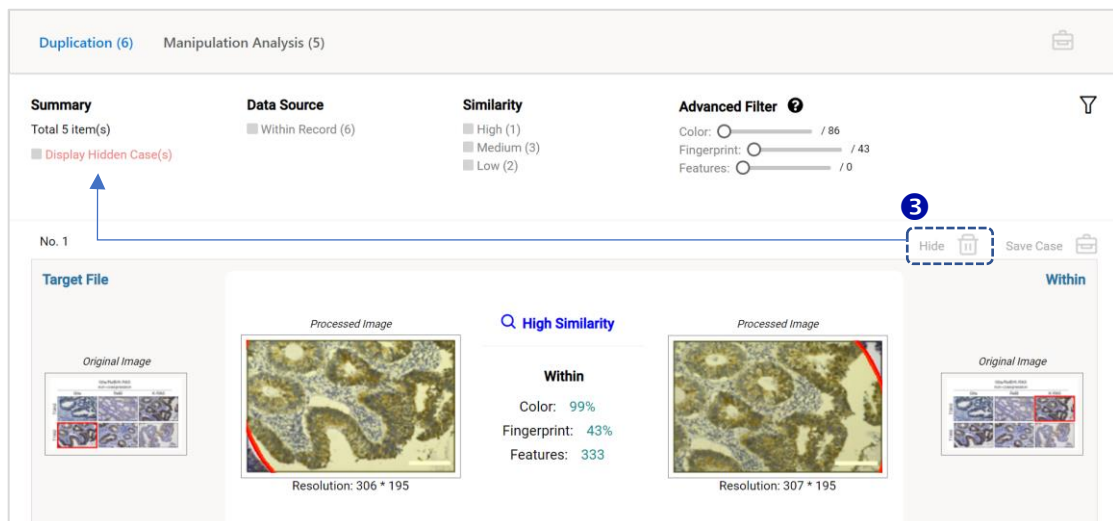 Duplication (6) Manipulation Analysis (5)
Summary Data Source Similarity Advanced Filter ?
Total 5 item(s) Within Record (6) High (1) Color: / 86
Display Hidden Case(s) Medium (3) Fingerprint: / 43
Low (2) Features: / 0
3
No. 1 Hide Save Case
Target File Within
Processed Image High Similarity Processed Image
Original Image Within Original Image
Color: 99%
Fingerprint: 43%
Features: 333
Resolution: 306 * 195 Resolution: 307 * 195